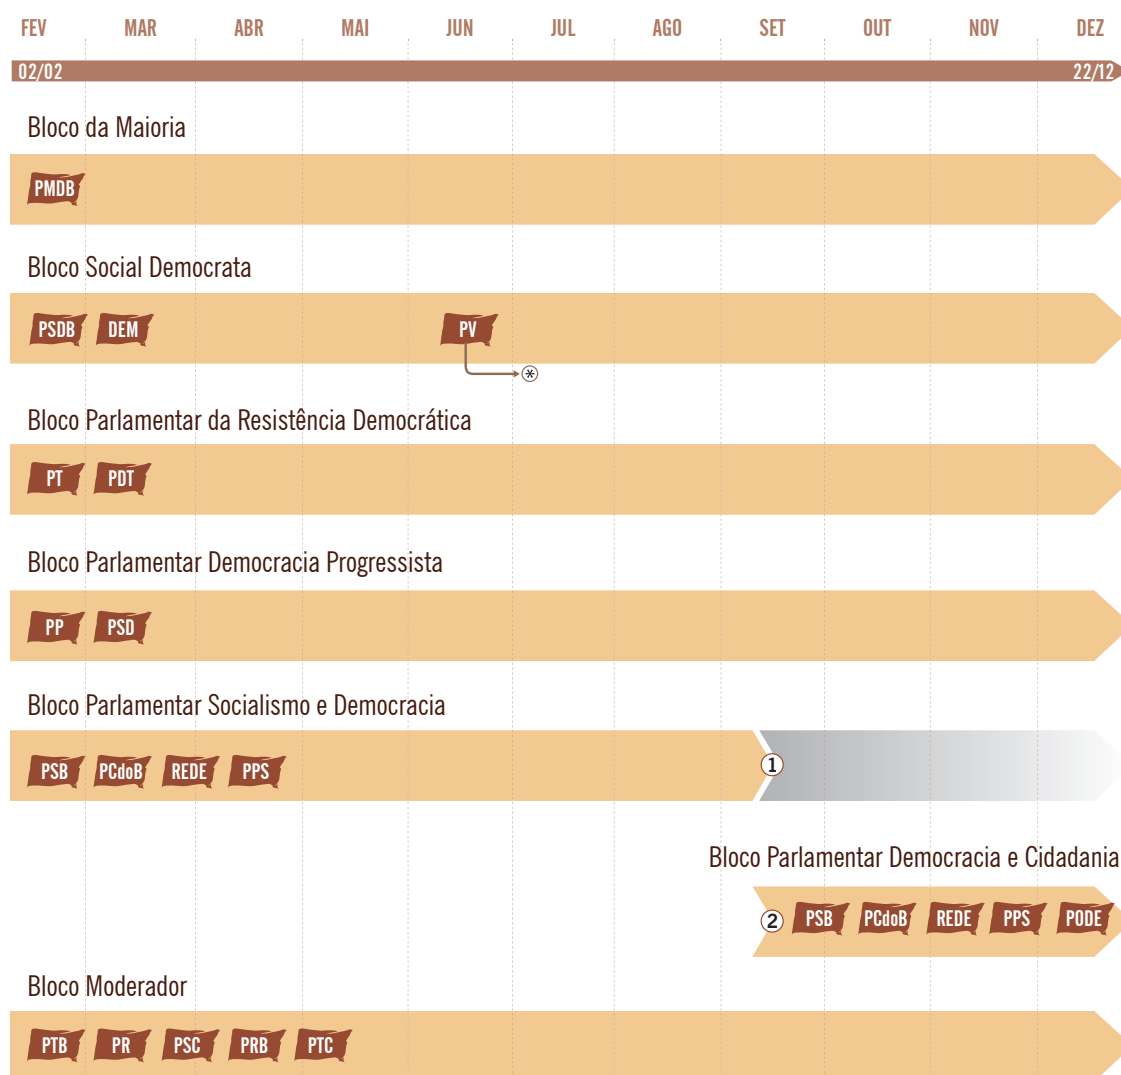 FEV MAR ABR MAI JUN JUL AGO SET OUT NOV DEZ
02/02 22/12
Bloco da Maioria
PMDB
Bloco Social Democrata
PSDB DEM PV
*
Bloco Parlamentar da Resistência Democrática
PT PDT
Bloco Parlamentar Democracia Progressista
PP PSD
Bloco Parlamentar Socialismo e Democracia
1
PSB PCdoB REDE PPS
Bloco Parlamentar Democracia e Cidadania
2 PSB PCdoB REDE PPS PODE
Bloco Moderador
PTB PR PSC PRB PTC